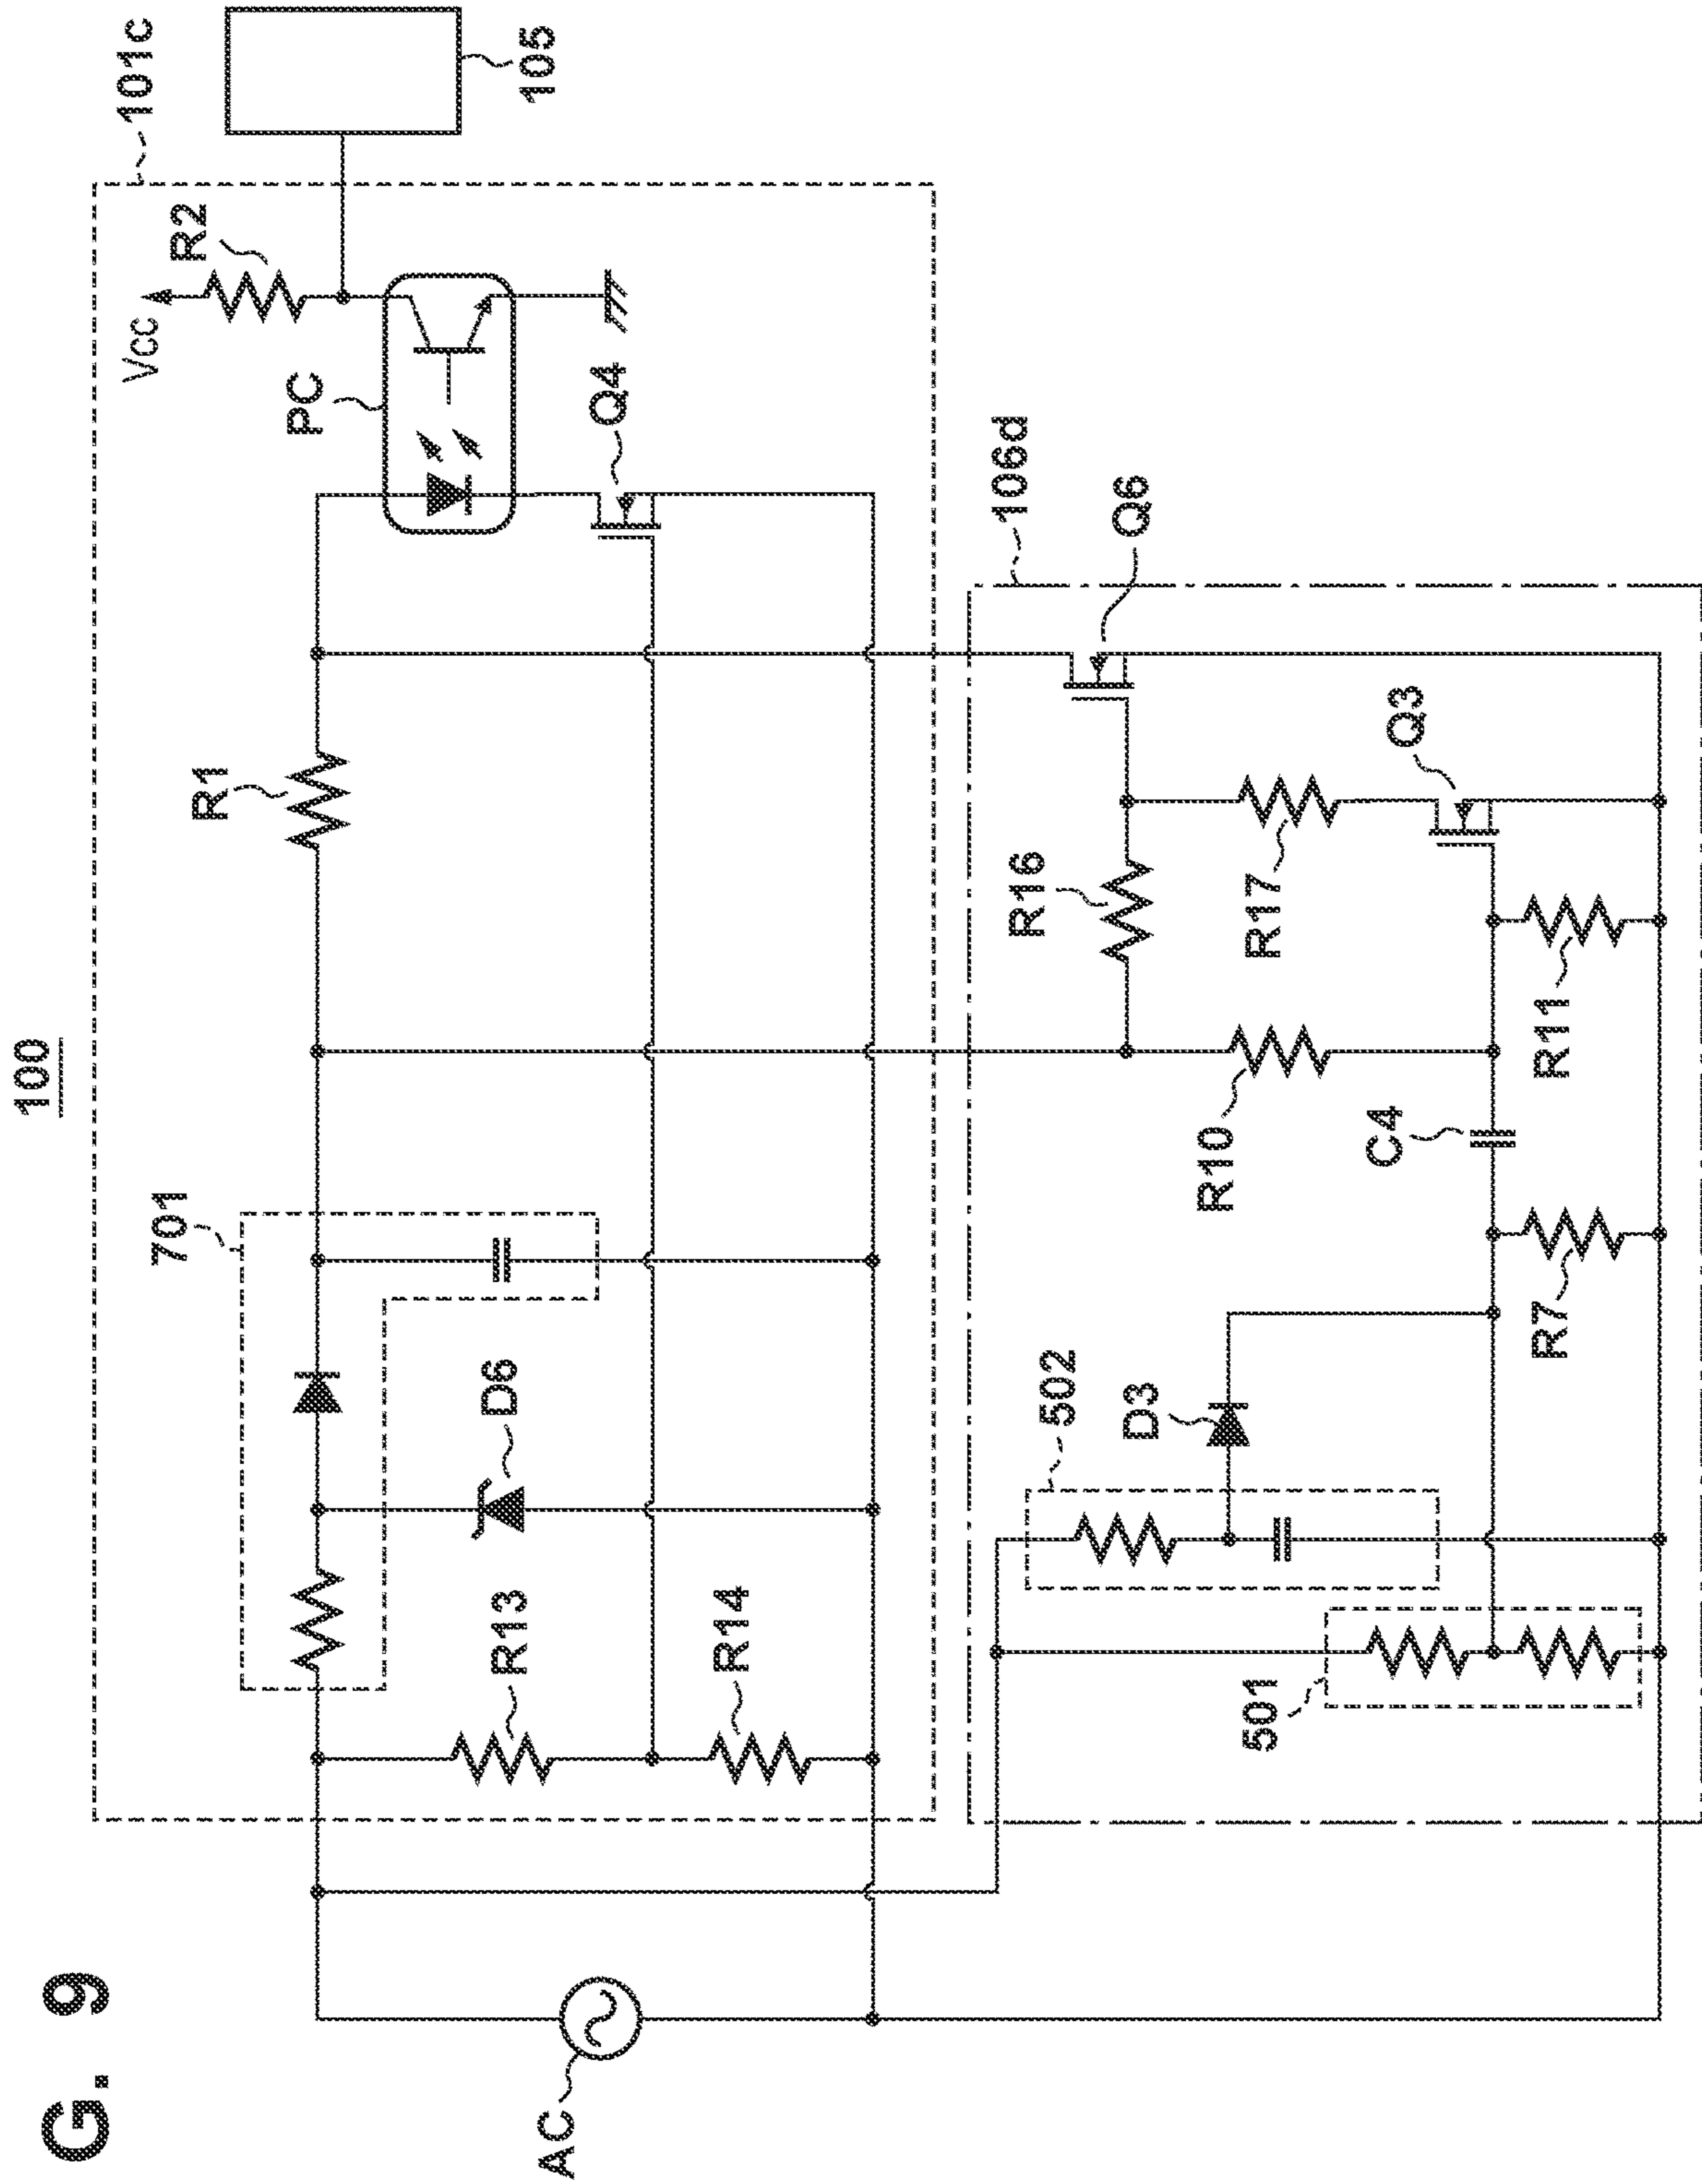 G. 9
100
101c
Vcc
R2
105
PC
R1
701
Q4
D6
R13
R14
AC
106d
Q6
R16
502
D3
R10
R17
Q3
C4
501
R7
R11